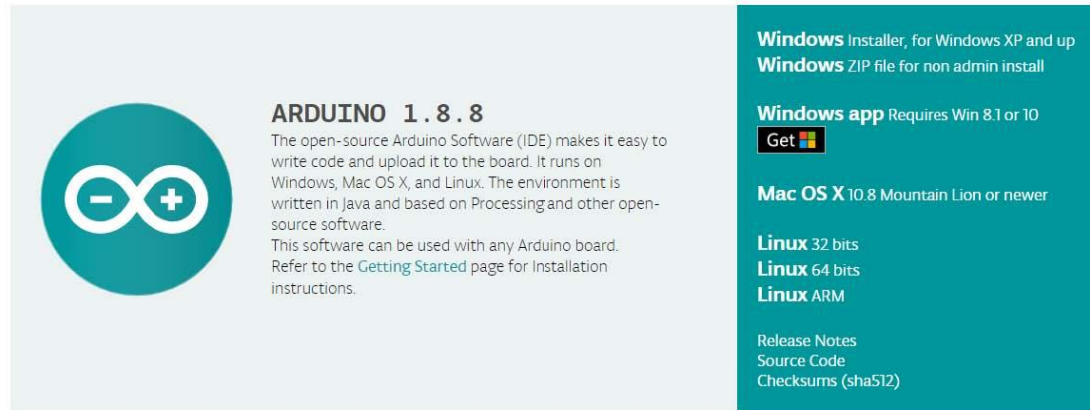 ARDUINO 1.8.8
The open-source Arduino Software (IDE) makes it easy to
write code and upload it to the board. It runs on
Windows, Mac OS X, and Linux. The environment is
written in Java and based on Processing and other open-
source software.
This software can be used with any Arduino board.
Refer to the Getting Started page for Installation
instructions.
Windows Installer, for Windows XP and up
Windows ZIP file for non admin install
Windows app Requires Win 8.1 or 10
Get
Mac OS X 10.8 Mountain Lion or newer
Linux 32 bits
Linux 64 bits
Linux ARM
Release Notes
Source Code
Checksums (sha512)